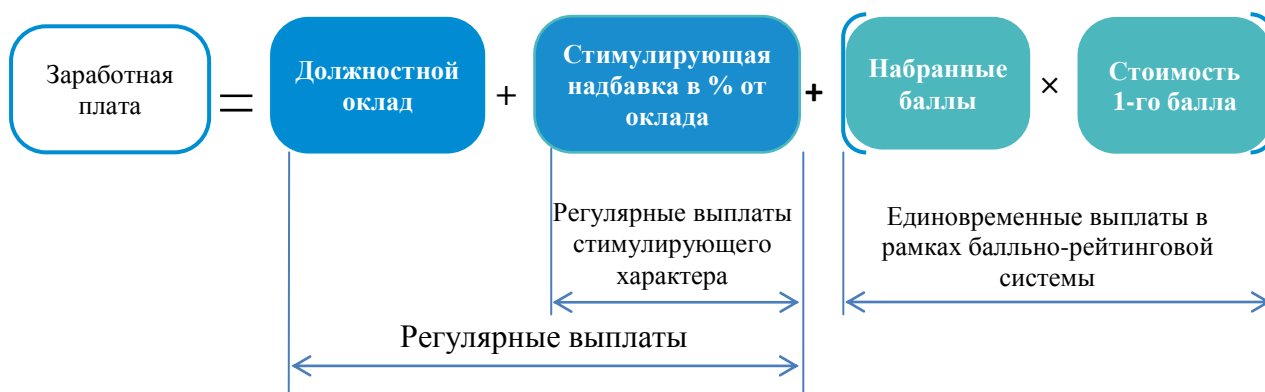 Заработная
плата
=
Должностной
оклад
+
Стимулирующая
надбавка в % от
оклада
+
Набранные
баллы
×
Стоимость
1-го балла
Регулярные выплаты
стимулирующего
характера
Единовременные выплаты в
рамках балльно-рейтинговой
системы
Регулярные выплаты